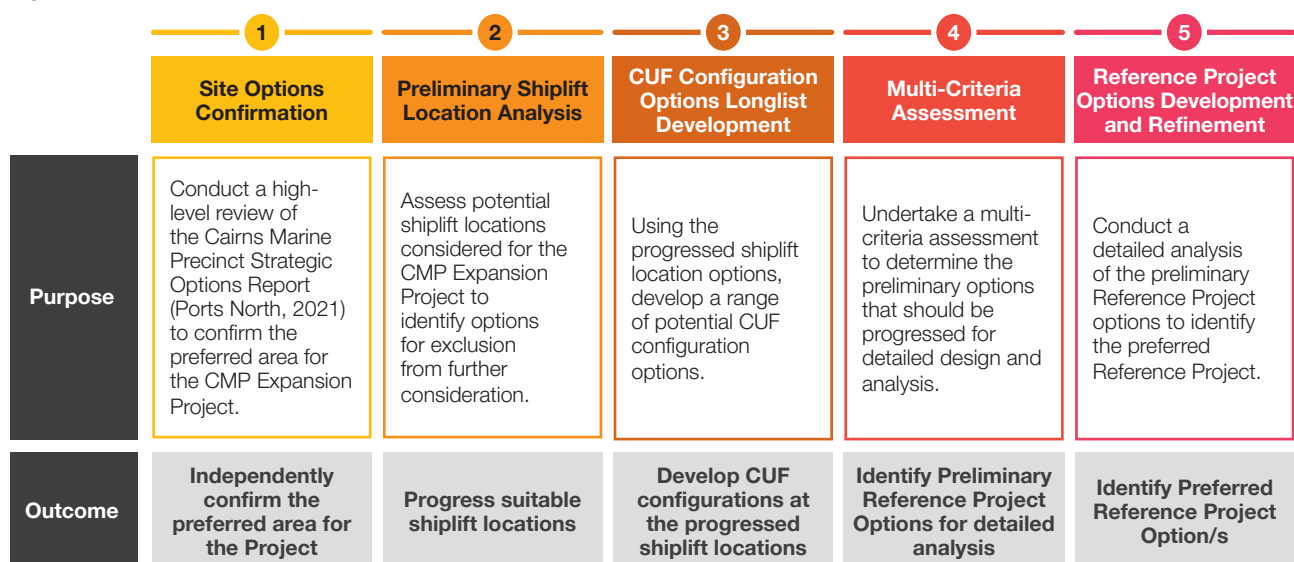 1
2
3
4
5
Site Options
Confirmation
Preliminary Shiplift
Location Analysis
CUF Configuration
Options Longlist
Development
Multi-Criteria
Assessment
Reference Project
Options Development
and Refinement
Purpose
Conduct a high-
level review of
the Cairns Marine
Precinct Strategic
Options Report
(Ports North, 2021)
to confirm the
preferred area for
the CMP Expansion
Project.
Assess potential
shiplift locations
considered for the
CMP Expansion
Project to
identify options
for exclusion
from further
consideration.
Using the
progressed shiplift
location options,
develop a range
of potential CUF
configuration
options.
Undertake a multi-
criteria assessment
to determine the
preliminary options
that should be
progressed for
detailed design and
analysis.
Conduct a
detailed analysis
of the preliminary
Reference Project
options to identify
the preferred
Reference Project.
Outcome
Independently
confirm the
preferred area for
the Project
Progress suitable
shiplift locations
Develop CUF
configurations at
the progressed
shiplift locations
Identify Preliminary
Reference Project
Options for detailed
analysis
Identify Preferred
Reference Project
Option/s